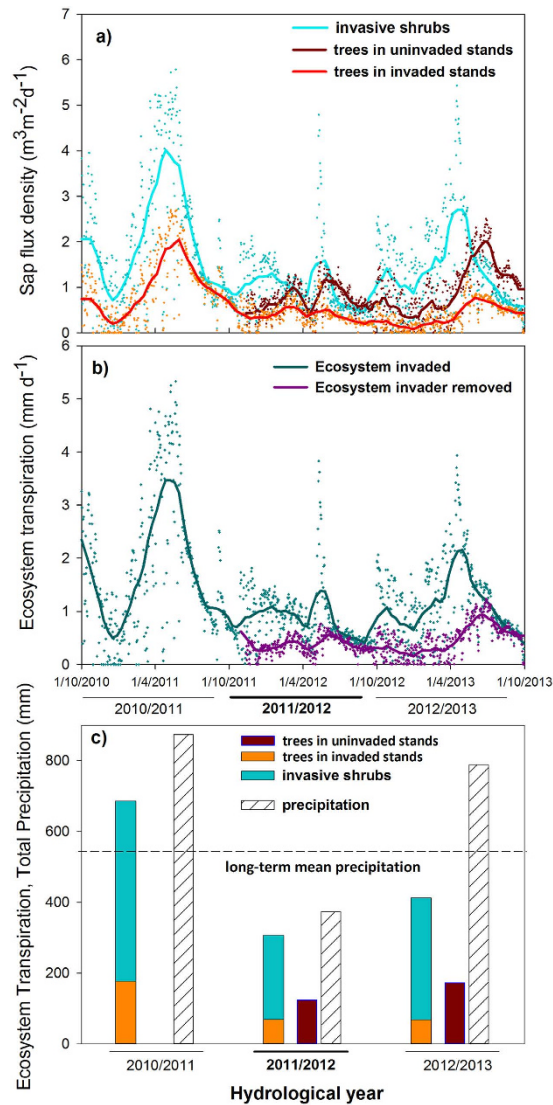 a)
invasive shrubs
trees in uninvaded stands
trees in invaded stands
Sap flux density (m³m⁻²d⁻¹)
7
6
5
4
3
2
1
0
b)
Ecosystem invaded
Ecosystem invader removed
Ecosystem transpiration (mm d⁻¹)
6
5
4
3
2
1
0
1/10/2010 1/4/2011 1/10/2011 1/4/2012 1/10/2012 1/4/2013 1/10/2013
2010/2011 2011/2012 2012/2013
c)
trees in uninvaded stands
trees in invaded stands
invasive shrubs
precipitation
long-term mean precipitation
Ecosystem Transpiration, Total Precipitation (mm)
800
600
400
200
0
2010/2011 2011/2012 2012/2013
Hydrological year